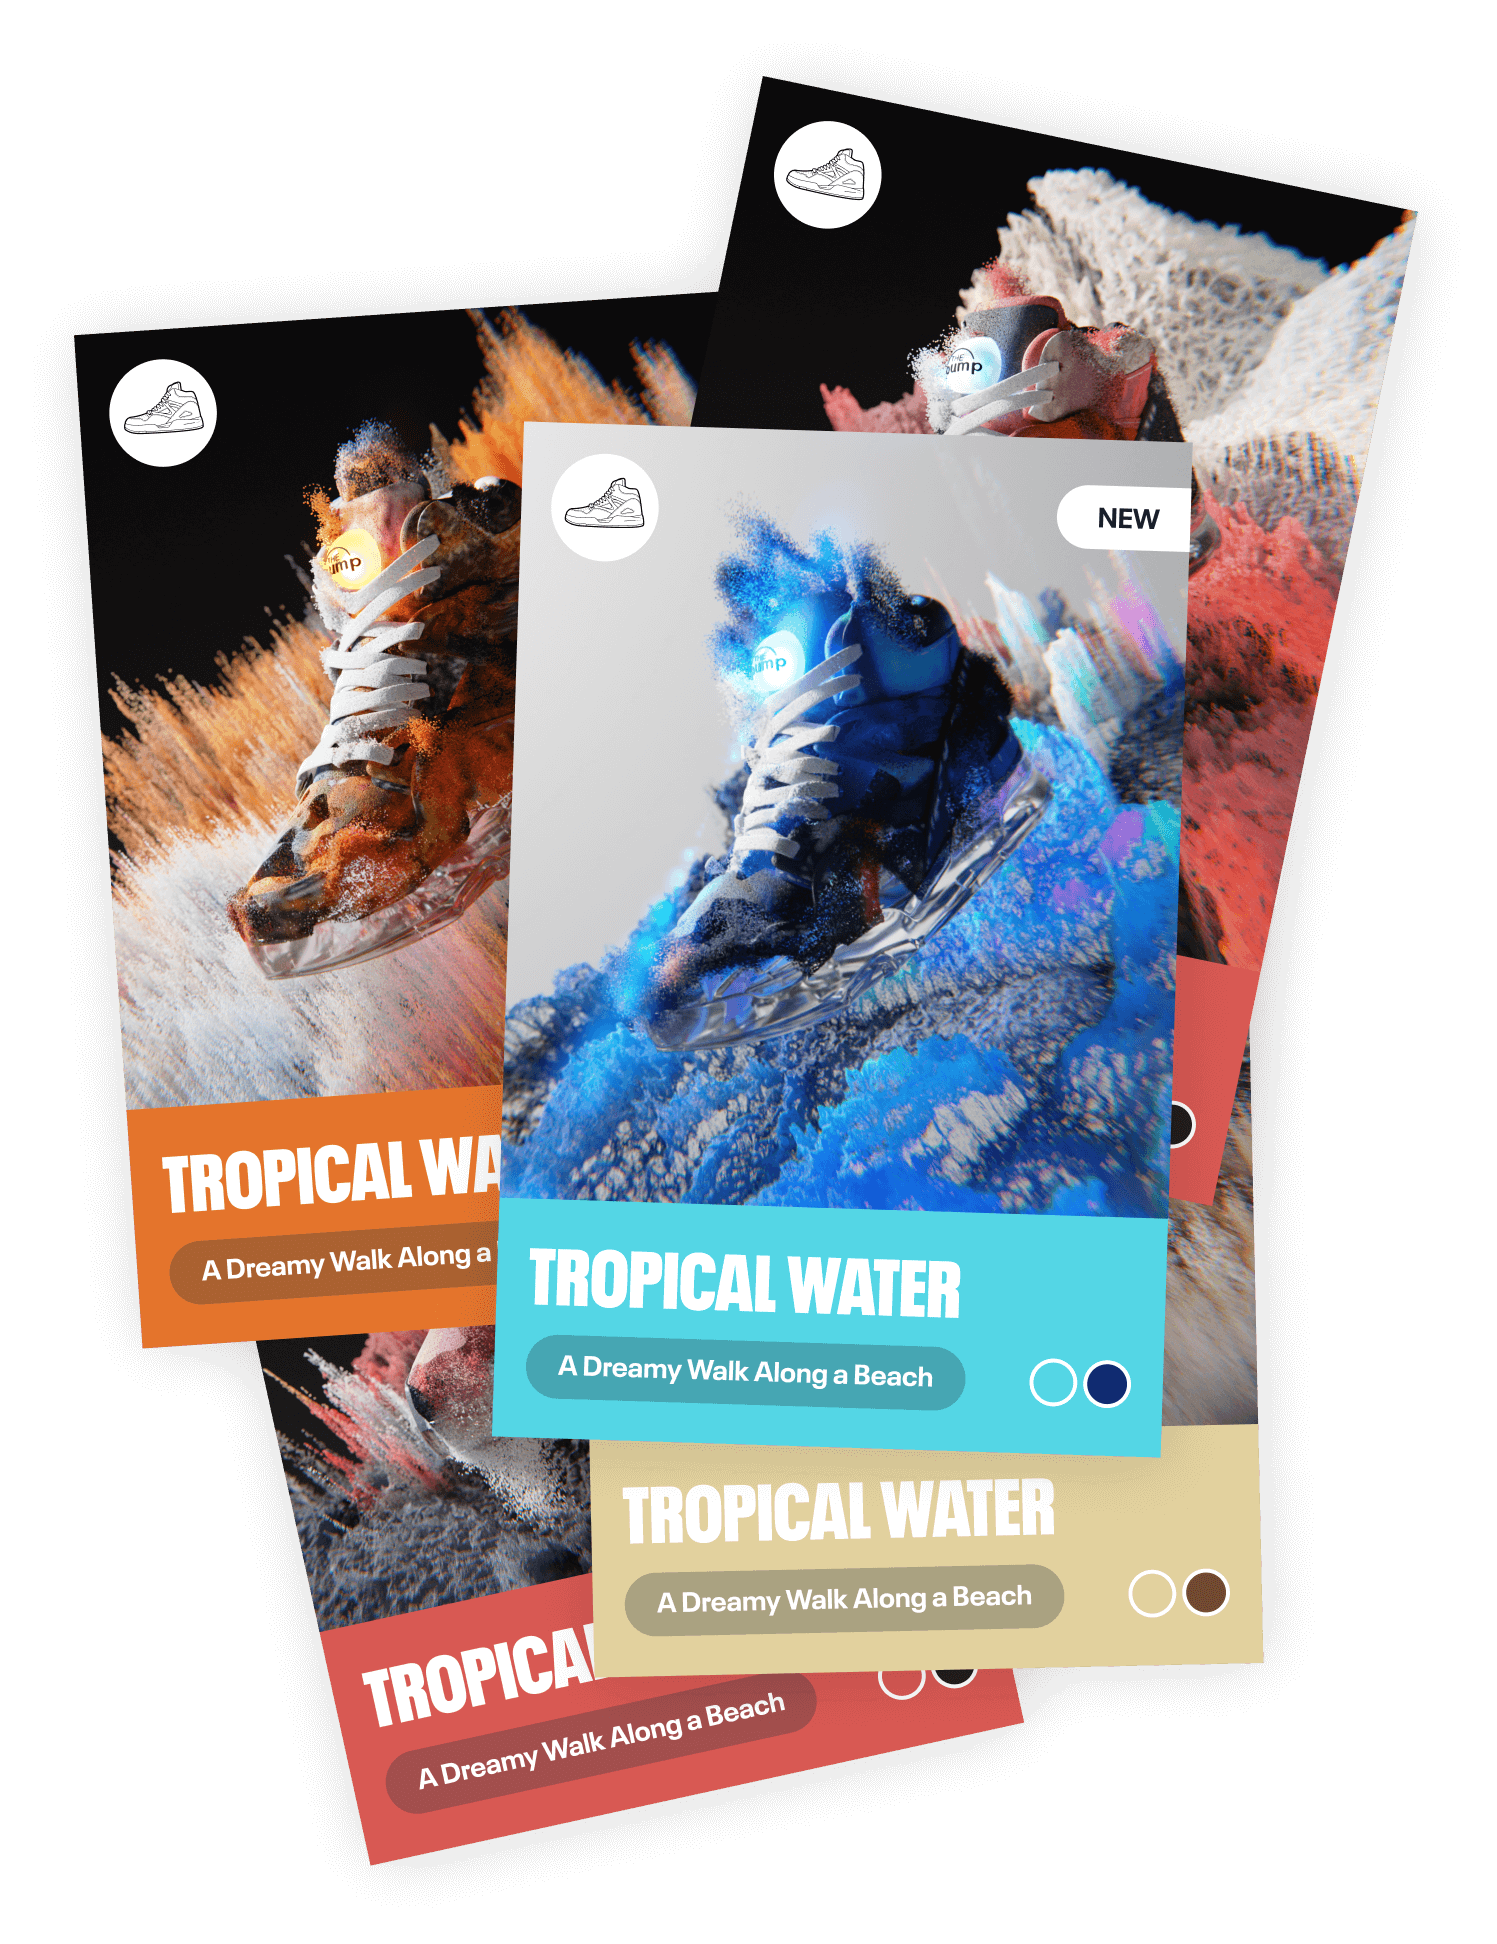 THE
pump
THE
ump
NEW
THE
pump
TROPICAL WA
A Dreamy Walk Along a
TROPICAL WATER
A Dreamy Walk Along a Beach
TROPICAL WATER
A Dreamy Walk Along a Beach
TROPICAL
A Dreamy Walk Along a Beach